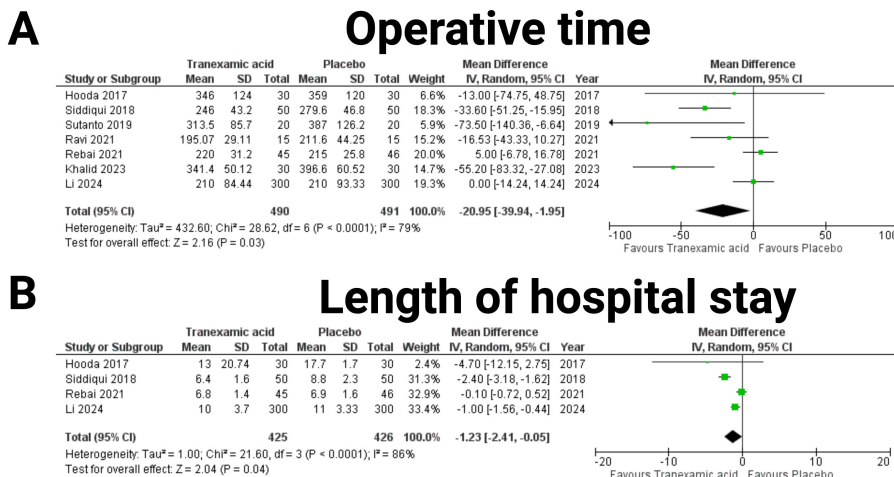 A
Operative time
Tranexamic acid Placebo Mean Difference Mean Difference
Study or Subgroup Mean SD Total Mean SD Total Weight IV, Random, 95% CI Year IV, Random, 95% CI
Hooda 2017 346 124 30 359 120 30 6.6% -13.00 [-74.75, 48.75] 2017
Siddiqui 2018 246 43.2 50 279.6 46.8 50 18.3% -33.60 [-51.25, -15.95] 2018
Sutanto 2019 313.5 85.7 20 387 126.2 20 5.9% -73.50 [-140.36, -6.64] 2019
Ravi 2021 195.07 29.11 15 211.6 44.25 15 15.4% -16.53 [-43.33, 10.27] 2021
Rebai 2021 220 31.2 45 215 25.8 46 20.0% 5.00 [-6.78, 16.78] 2021
Khalid 2023 341.4 50.12 30 396.6 60.52 30 14.3% -55.20 [-83.32, -27.08] 2023
Li 2024 210 84.44 300 210 93.33 300 19.3% 0.00 [-14.24, 14.24] 2024
Total (95% CI) 490 491 100.0% -20.95 [-39.94, -1.95]
Heterogeneity: Tau² = 432.60; Chi² = 28.62, df = 6 (P < 0.0001); I² = 79%
Test for overall effect: Z = 2.16 (P = 0.03)
-100 -50 0 50 100
Favours Tranexamic acid Favours Placebo
B
Length of hospital stay
Tranexamic acid Placebo Mean Difference Mean Difference
Study or Subgroup Mean SD Total Mean SD Total Weight IV, Random, 95% CI Year IV, Random, 95% CI
Hooda 2017 13 20.74 30 17.7 1.7 30 2.4% -4.70 [-12.15, 2.75] 2017
Siddiqui 2018 6.4 1.6 50 8.8 2.3 50 31.3% -2.40 [-3.18, -1.62] 2018
Rebai 2021 6.8 1.4 45 6.9 1.6 46 32.9% -0.10 [-0.72, 0.52] 2021
Li 2024 10 3.7 300 11 3.33 300 33.4% -1.00 [-1.56, -0.44] 2024
Total (95% CI) 425 426 100.0% -1.23 [-2.41, -0.05]
Heterogeneity: Tau² = 1.00; Chi² = 21.60, df = 3 (P < 0.0001); I² = 86%
Test for overall effect: Z = 2.04 (P = 0.04)
-20 -10 0 10 20
Favours Tranexamic acid Favours Placebo